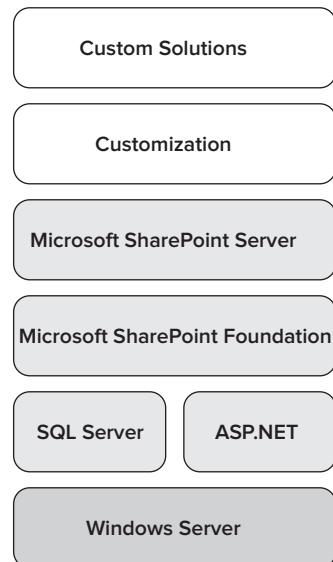 Custom Solutions
Customization
Microsoft SharePoint Server
Microsoft SharePoint Foundation
SQL Server
ASP.NET
Windows Server